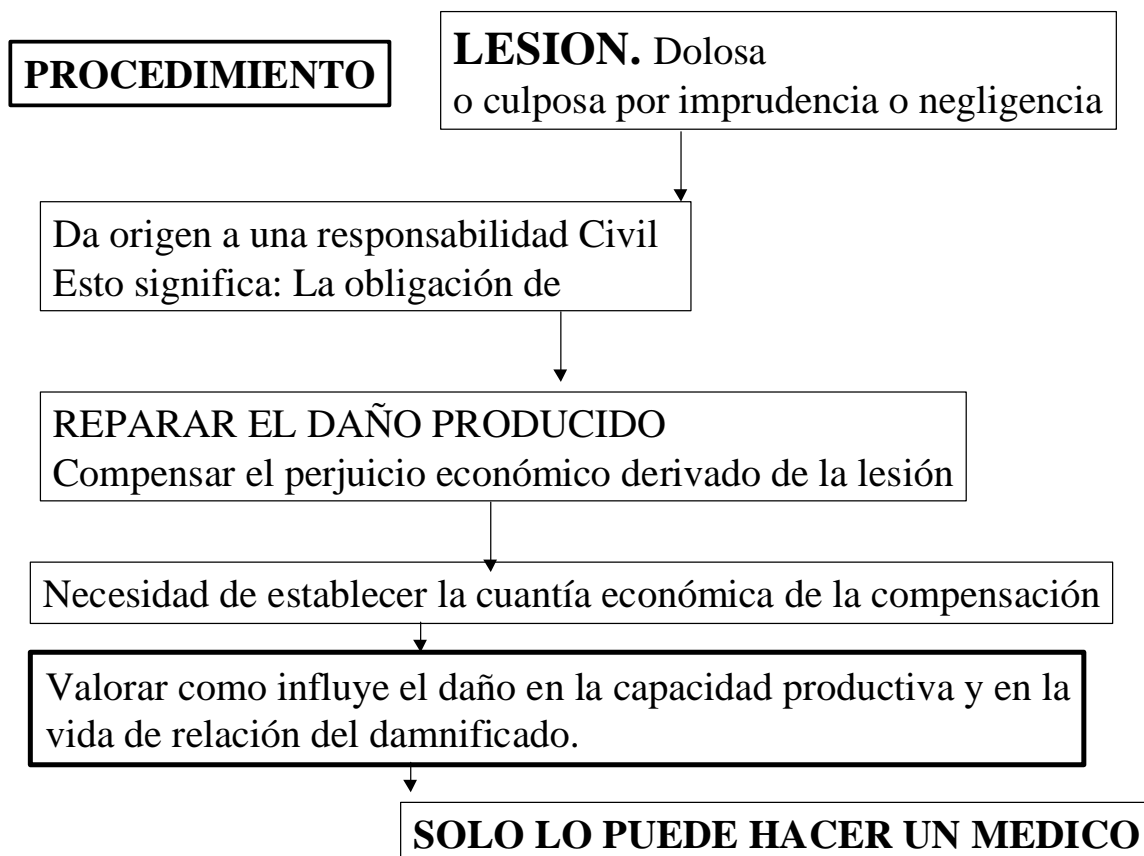 PROCEDIMIENTO
LESION. Dolosa
o culposa por imprudencia o negligencia
Da origen a una responsabilidad Civil
Esto significa: La obligación de
REPARAR EL DAÑO PRODUCIDO
Compensar el perjuicio económico derivado de la lesión
Necesidad de establecer la cuantía económica de la compensación
Valorar como influye el daño en la capacidad productiva y en la
vida de relación del damnificado.
SOLO LO PUEDE HACER UN MEDICO